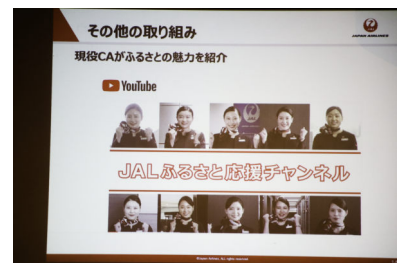 その他の取り組み
JAPAN AIRLINES
現役CAがふるさとの魅力を紹介
YouTube
JALふるさと応援チャンネル